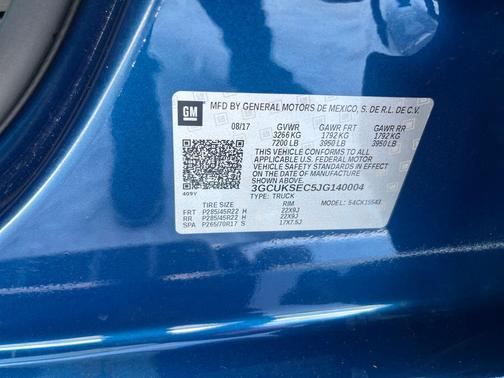 GM
MFD BY GENERAL MOTORS DE MEXICO, S. DE R.L. DE C.V.
08/17 GVWR GAWR FRT GAWR RR
3266 KG 1792 KG 1792 KG
7200 LB 3950 LB 3950 LB
THIS VEHICLE CONFORMS TO ALL
APPLICABLE U.S. FEDERAL MOTOR
VEHICLE SAFETY STANDARDS IN EFFECT
ON THE DATE OF MANUFACTURE
3GCUKSEC5JG140004
409Y TYPE: TRUCK
TIRE SIZE RIM MODEL: S4CK15543
FRT P285/45R22 H 22X9J
RR P285/45R22 H 22X9J
SPA P265/70R17 S 17X7.5J